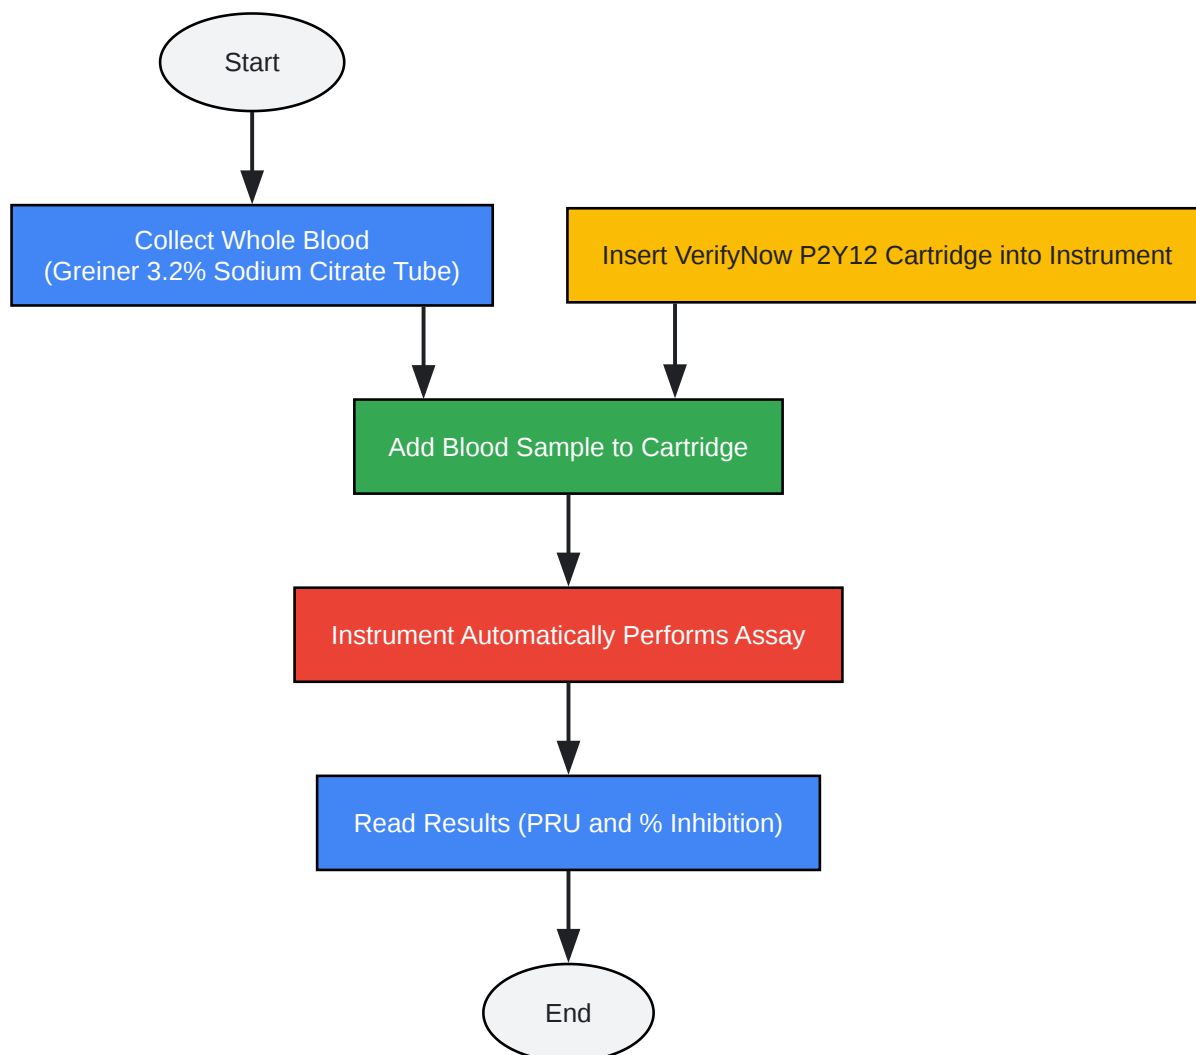 Start
Collect Whole Blood
(Greiner 3.2% Sodium Citrate Tube)
Insert VerifyNow P2Y12 Cartridge into Instrument
Add Blood Sample to Cartridge
Instrument Automatically Performs Assay
Read Results (PRU and % Inhibition)
End